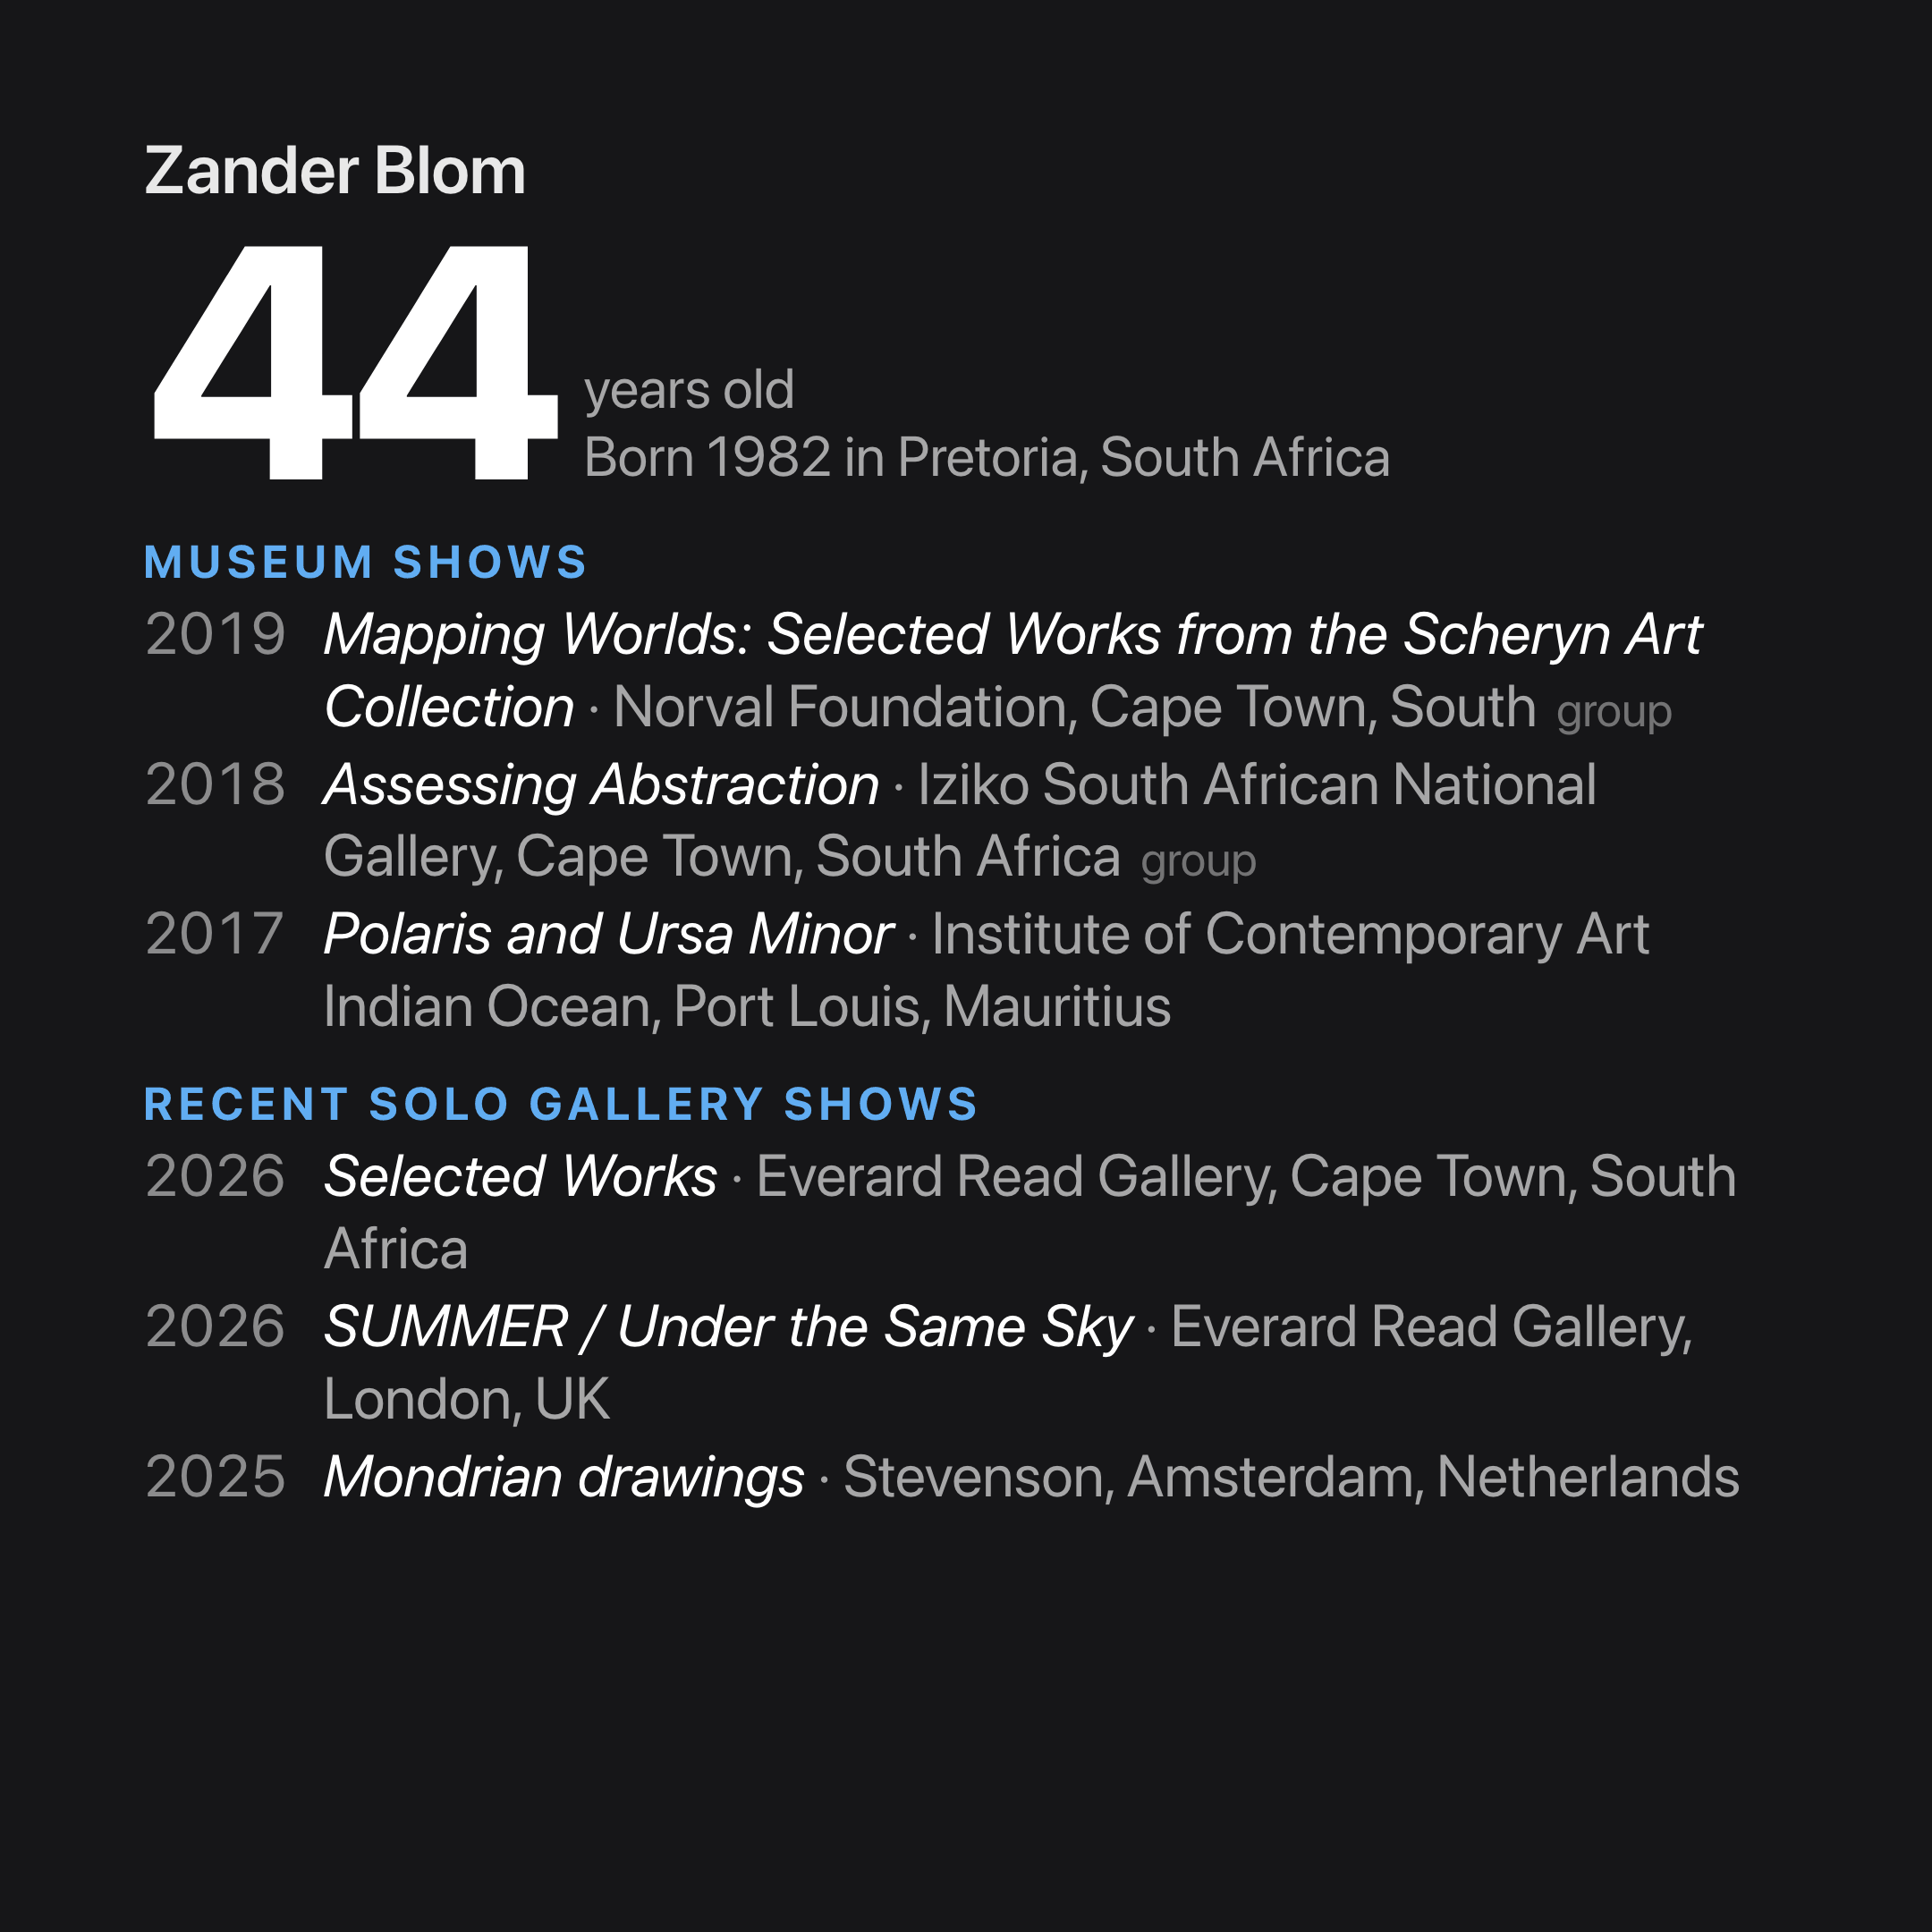 Zander Blom
44
years old
Born 1982 in Pretoria, South Africa
MUSEUM SHOWS
2019 Mapping Worlds: Selected Works from the Scheryn Art
Collection · Norval Foundation, Cape Town, South group
2018 Assessing Abstraction · Iziko South African National
Gallery, Cape Town, South Africa group
2017 Polaris and Ursa Minor · Institute of Contemporary Art
Indian Ocean, Port Louis, Mauritius
RECENT SOLO GALLERY SHOWS
2026 Selected Works · Everard Read Gallery, Cape Town, South
Africa
2026 SUMMER / Under the Same Sky · Everard Read Gallery,
London, UK
2025 Mondrian drawings · Stevenson, Amsterdam, Netherlands